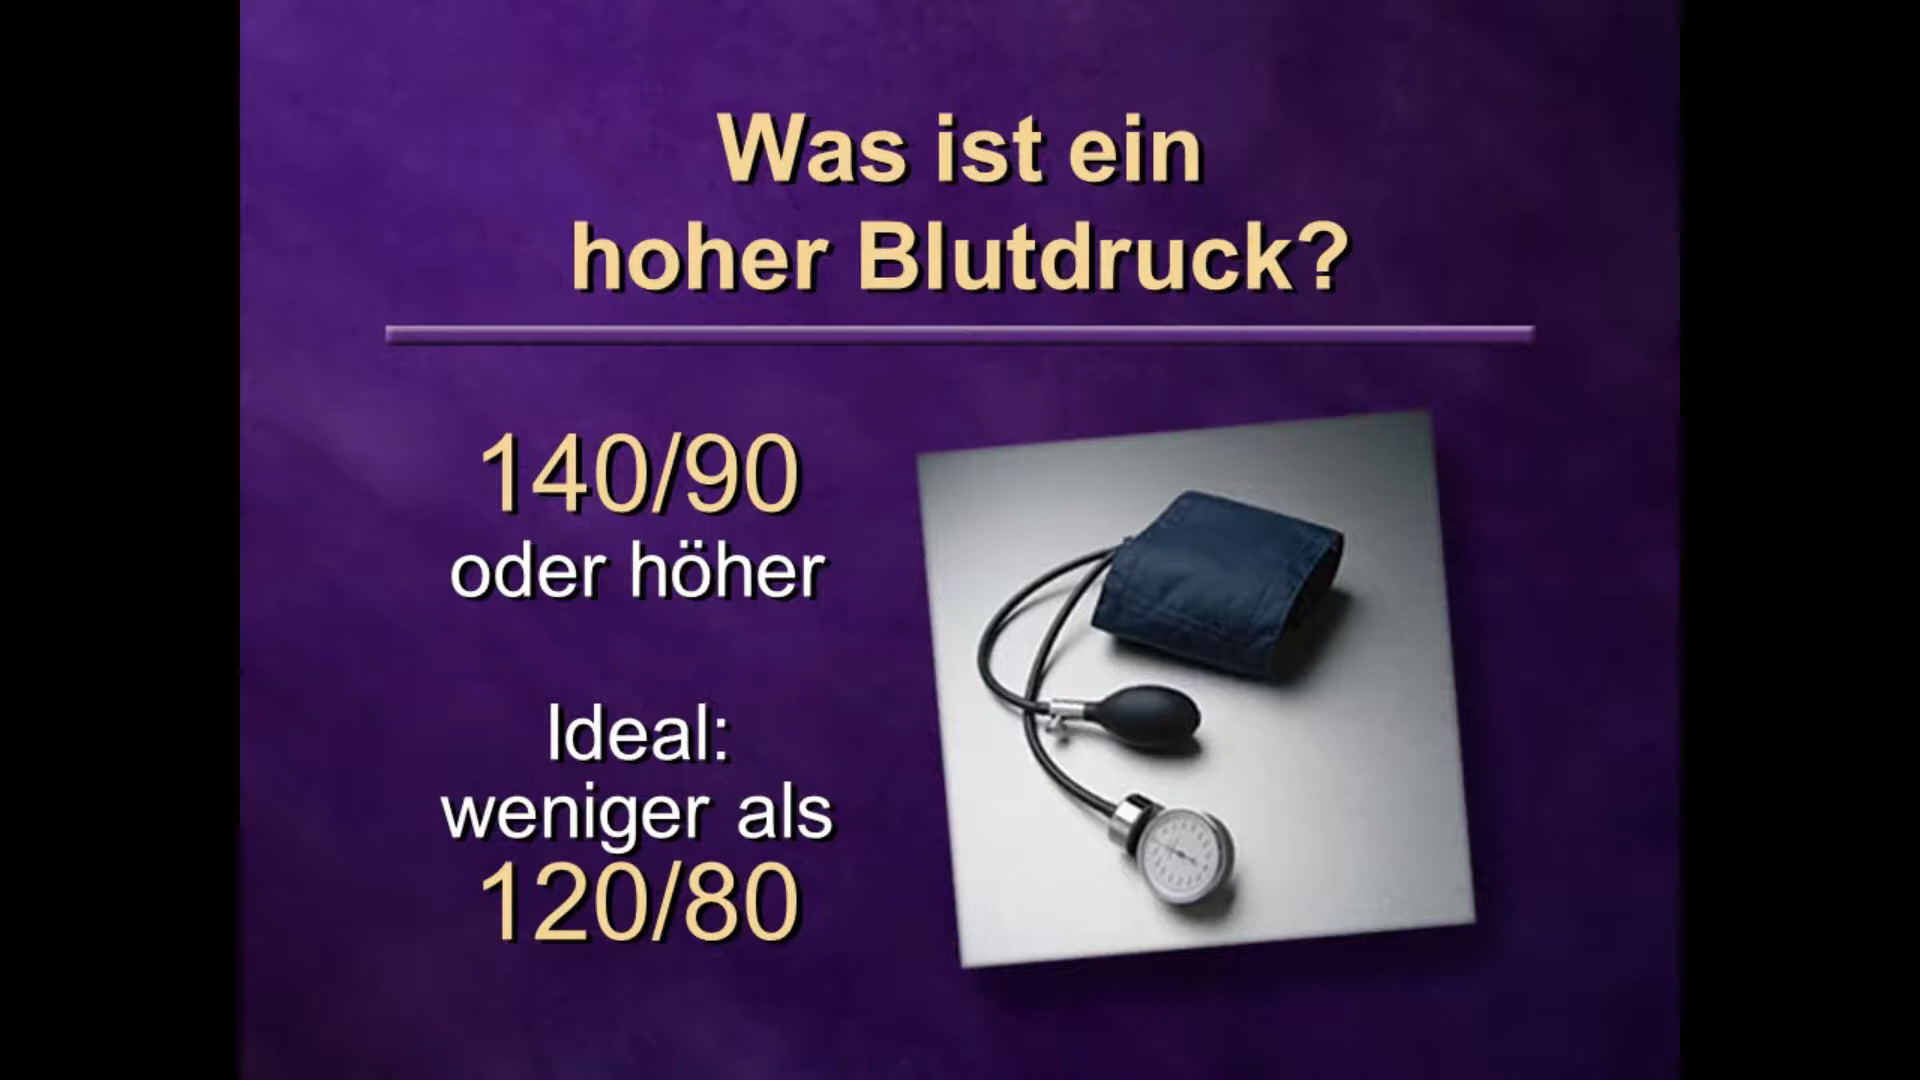 Was ist ein
hoher Blutdruck?
140/90
oder höher
Ideal:
weniger als
120/80